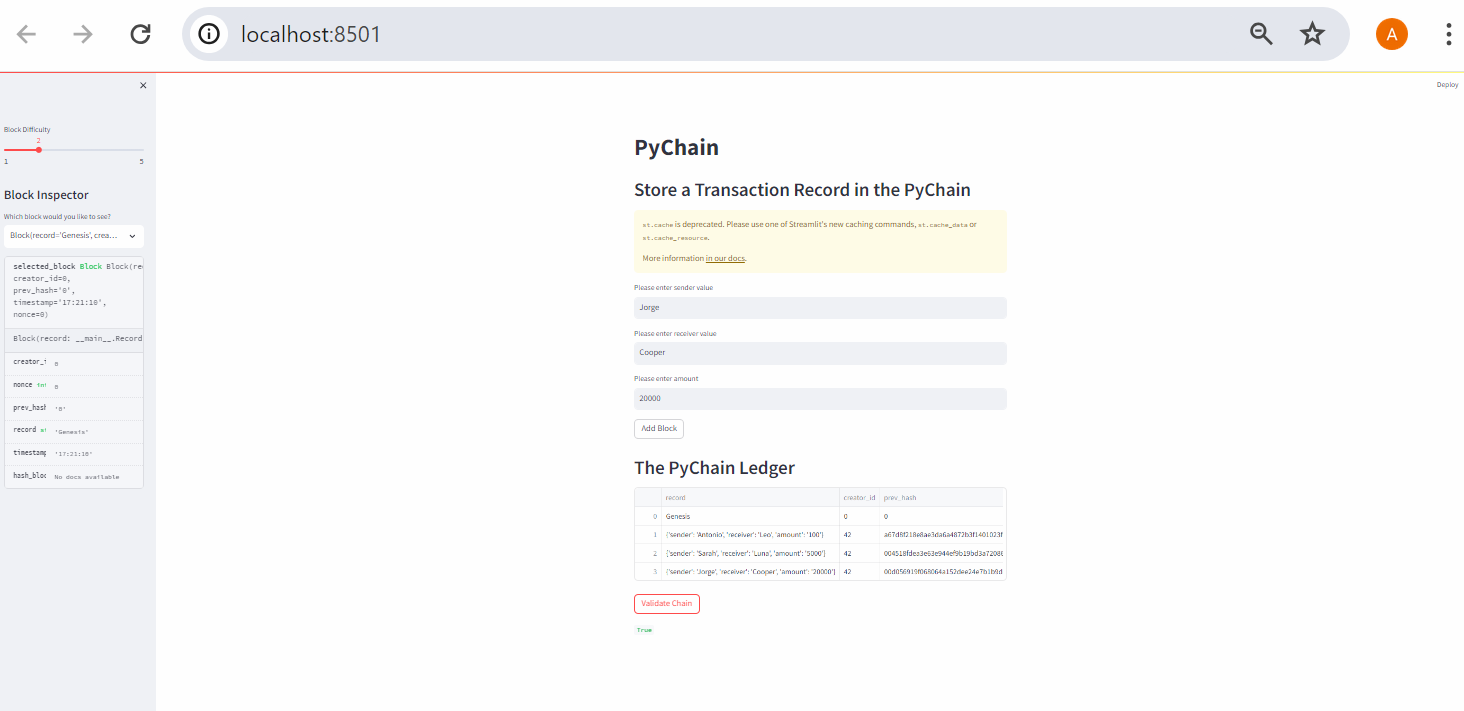 localhost:8501
A
Deploy
Block Difficulty
2
1
5
Block Inspector
Which block would you like to see?
Block(record='Genesis', crea...
selected_block Block Block(re
creator_id=0,
prev_hash='0',
timestamp='17:21:10',
nonce=0)
Block(record: __main__.Record
creator_i 0
nonce int 0
prev_hash '0'
record st 'Genesis'
timestamp '17:21:10'
hash_bloc No docs available
PyChain
Store a Transaction Record in the PyChain
st.cache is deprecated. Please use one of Streamlit's new caching commands, st.cache_data or
st.cache_resource.
More information in our docs.
Please enter sender value
Jorge
Please enter receiver value
Cooper
Please enter amount
20000
Add Block
The PyChain Ledger
record creator_id prev_hash
0 Genesis 0 0
1 {'sender': 'Antonio', 'receiver': 'Leo', 'amount': '100'} 42 a67d8f218e8ae3da6a4872b3f1401023f
2 {'sender': 'Sarah', 'receiver': 'Luna', 'amount': '5000'} 42 004518fdea3e63e944ef9b19bd3a72086
3 {'sender': 'Jorge', 'receiver': 'Cooper', 'amount': '20000'} 42 00d056919f068064a152dee24e7b1b9d
Validate Chain
True